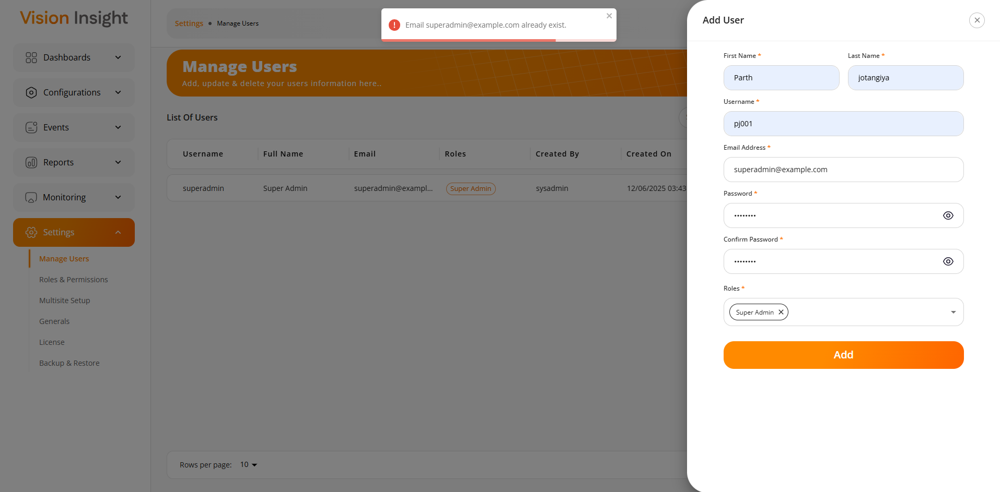 Vision Insight
Dashboards
Configurations
Events
Reports
Monitoring
Settings
Manage Users
Roles & Permissions
Multisite Setup
Generals
License
Backup & Restore
Settings • Manage Users
Email superadmin@example.com already exist.
Manage Users
Add, update & delete your users information here..
List Of Users
Username Full Name Email Roles Created By Created On
superadmin Super Admin superadmin@exampl... Super Admin sysadmin 12/06/2025 03:43
Rows per page: 10
Add User
First Name * Last Name *
Parth jotangiya
Username *
pj001
Email Address *
superadmin@example.com
Password *
••••••••
Confirm Password *
••••••••
Roles *
Super Admin
Add